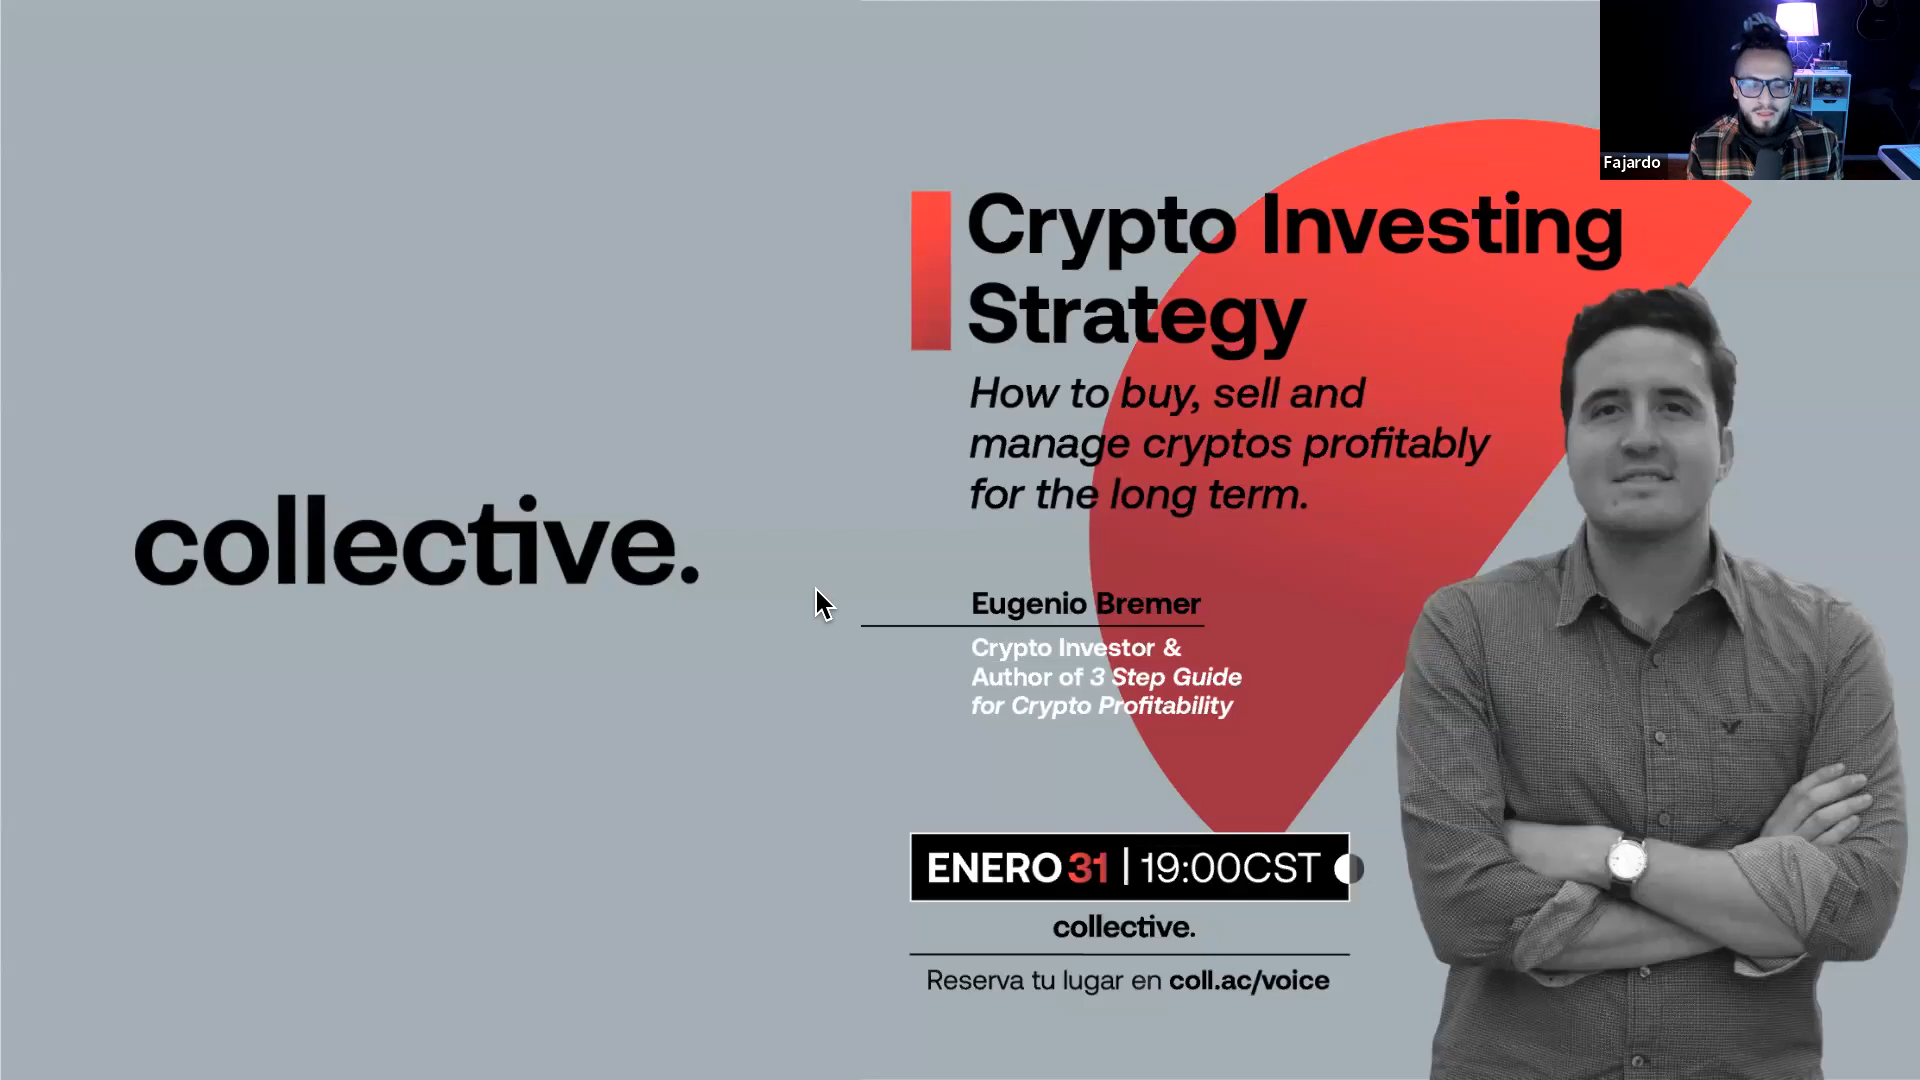 Fajardo
collective.
Crypto Investing
Strategy
How to buy, sell and
manage cryptos profitably
for the long term.
Eugenio Bremer
Crypto Investor &
Author of 3 Step Guide
for Crypto Profitability
ENERO 31 | 19:00CST
collective.
Reserva tu lugar en coll.ac/voice